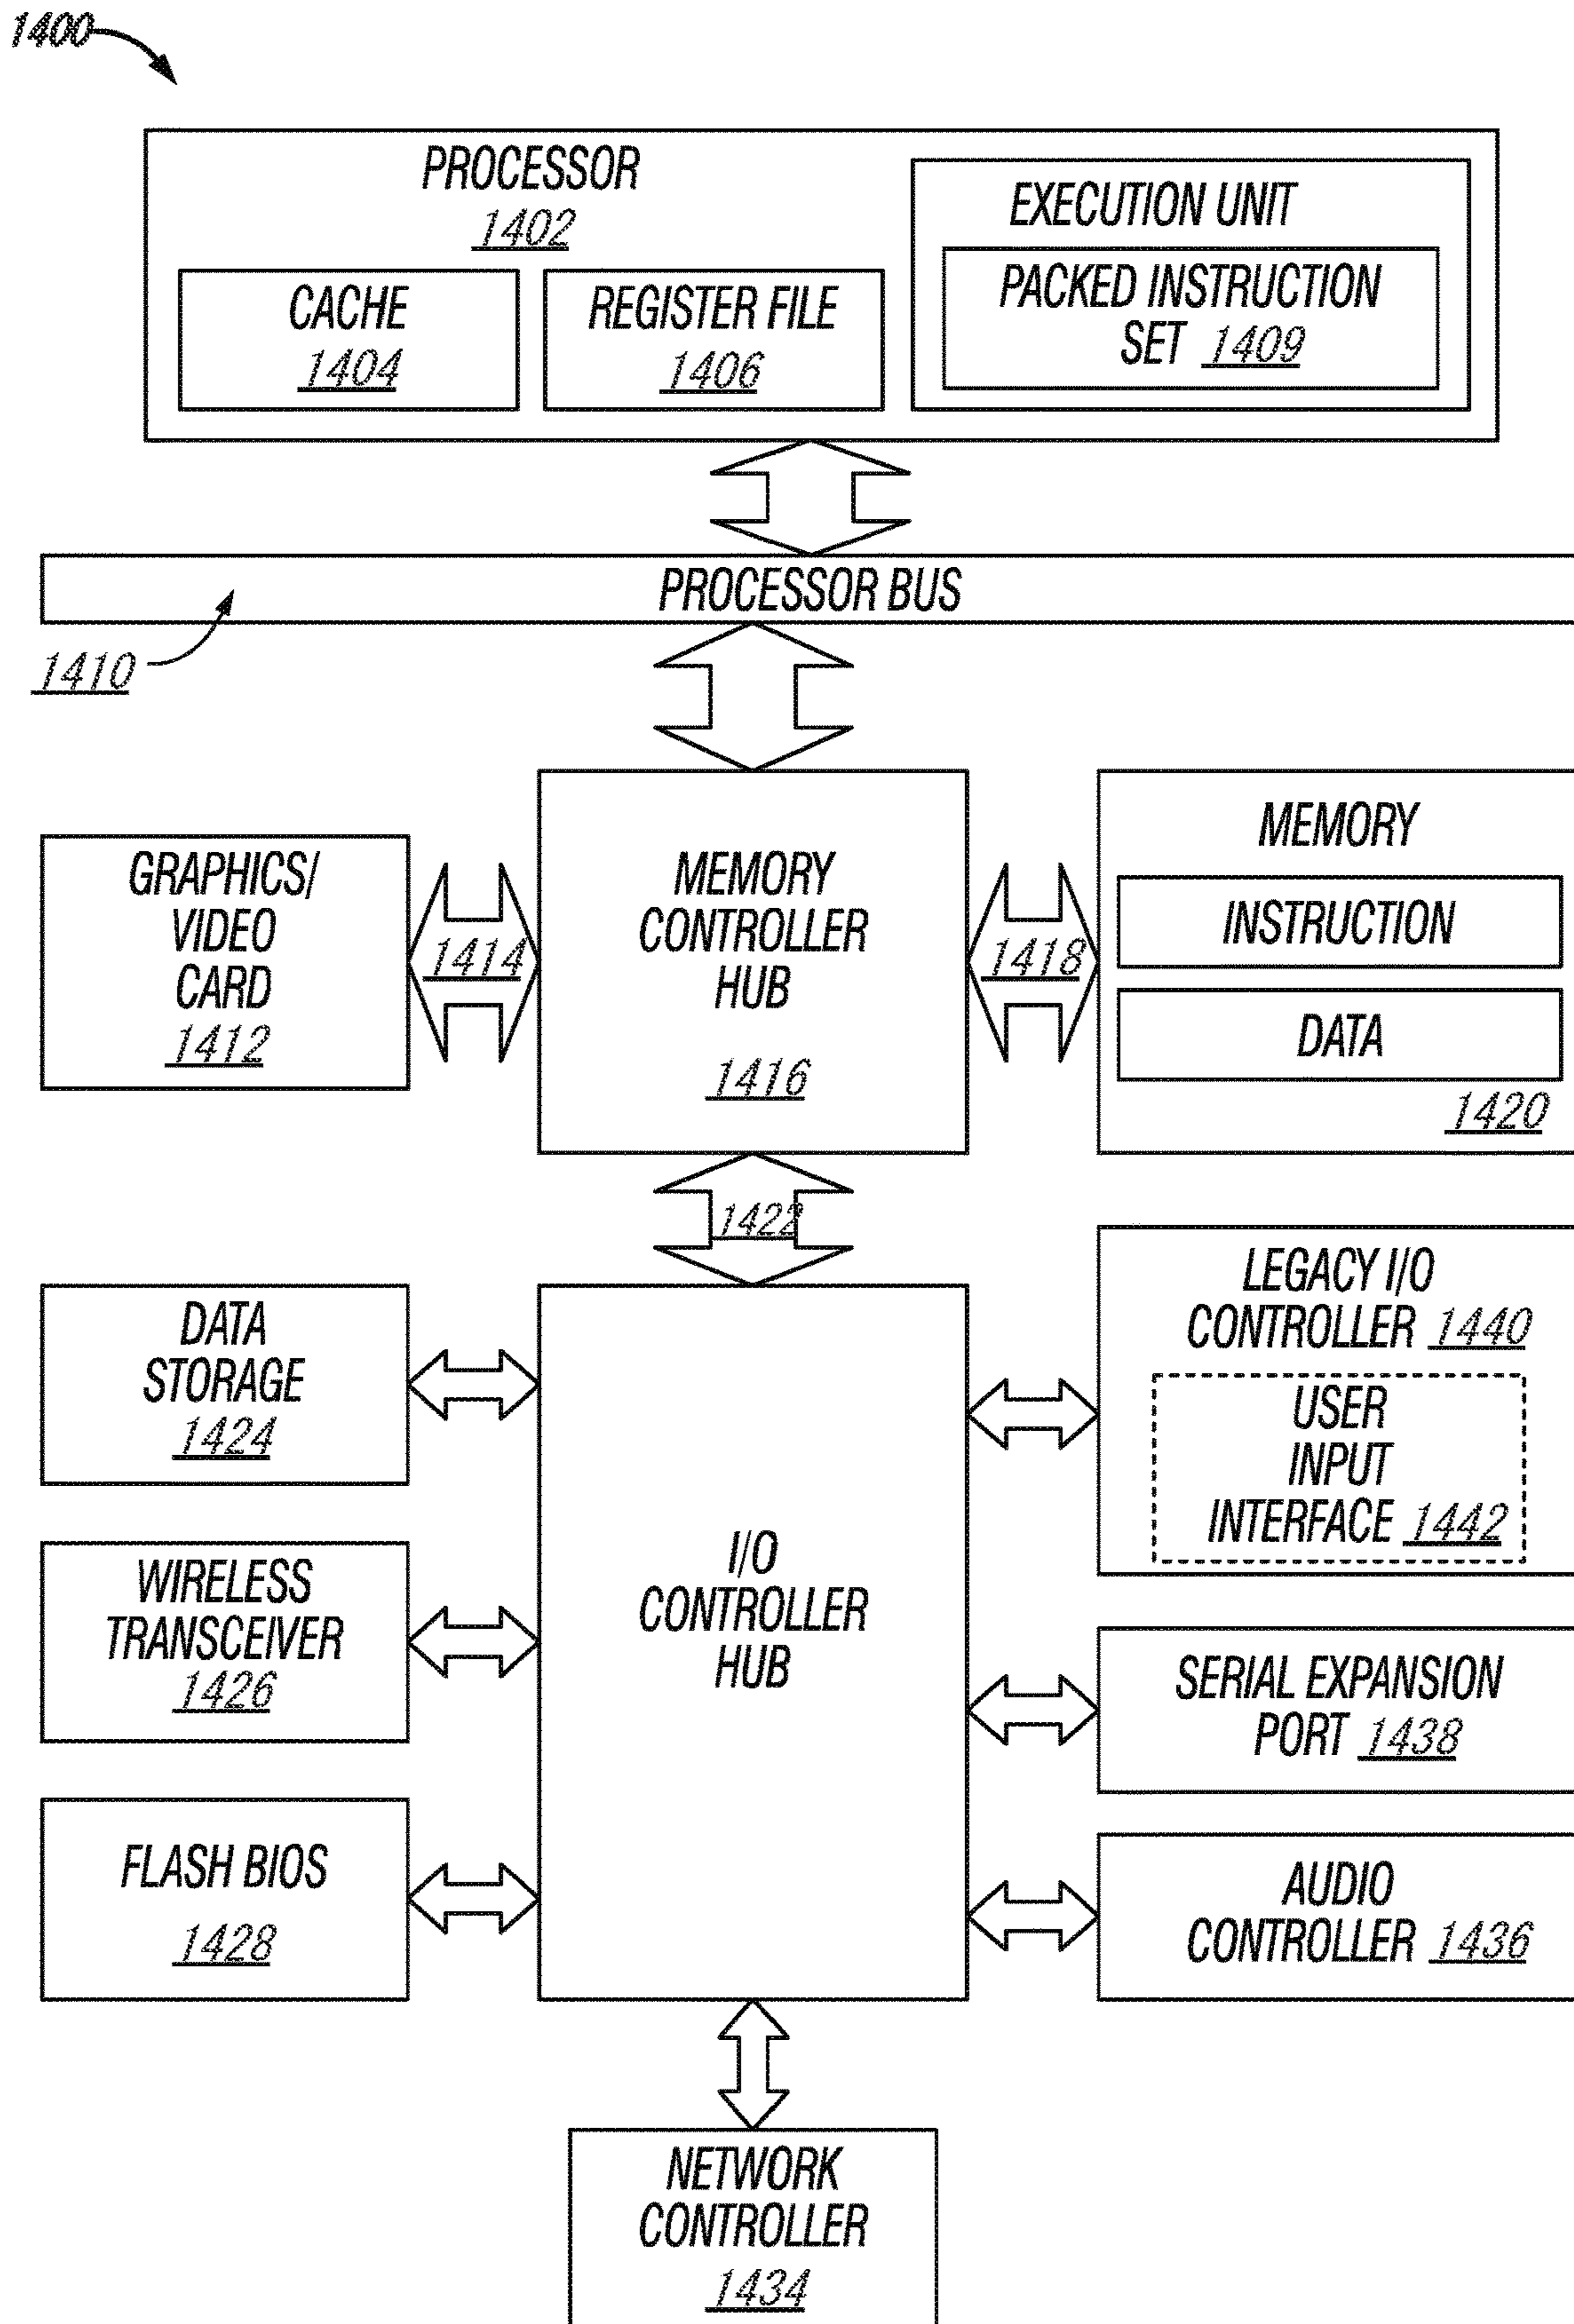 1400
PROCESSOR
1402
CACHE
1404
REGISTER FILE
1406
EXECUTION UNIT
PACKED INSTRUCTION
SET 1409
PROCESSOR BUS
1410
GRAPHICS/
VIDEO
CARD
1412
1414
MEMORY
CONTROLLER
HUB
1416
1418
MEMORY
INSTRUCTION
DATA
1420
1422
DATA
STORAGE
1424
WIRELESS
TRANSCEIVER
1426
FLASH BIOS
1428
I/O
CONTROLLER
HUB
LEGACY I/O
CONTROLLER 1440
USER
INPUT
INTERFACE 1442
SERIAL EXPANSION
PORT 1438
AUDIO
CONTROLLER 1436
NETWORK
CONTROLLER
1434